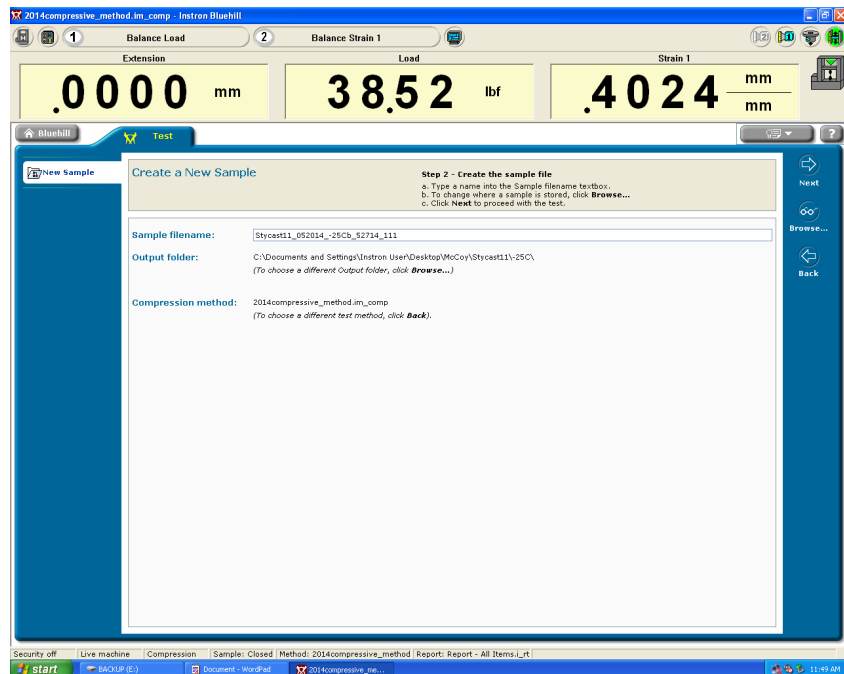 2014compressive_method.im_comp - Instron Bluehill
1 Balance Load 2 Balance Strain 1
Extension Load Strain 1
.0000 mm 38.52 lbf .4024 mm
mm
Bluehill Test ?
New Sample
Create a New Sample
Step 2 - Create the sample file
a. Type a name into the Sample filename textbox.
b. To change where a sample is stored, click Browse...
c. Click Next to proceed with the test.
Next
Browse...
Back
Sample filename: Stycast11_052014_-25Cb_52714_111
Output folder: C:\Documents and Settings\Instron User\Desktop\McCoy\Stycast11\-25C\
(To choose a different Output folder, click Browse...)
Compression method: 2014compressive_method.im_comp
(To choose a different test method, click Back).
Security off Live machine Compression Sample: Closed Method: 2014compressive_method Report: Report - All Items.i_rt
start BACKUP (E:) Document - WordPad 2014compressive_me... 11:49 AM